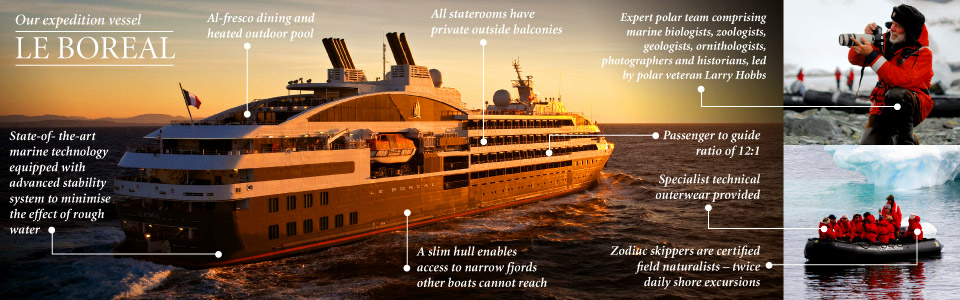 Our expedition vessel
LE BOREAL
Al-fresco dining and
heated outdoor pool
All staterooms have
private outside balconies
Expert polar team comprising
marine biologists, zoologists,
geologists, ornithologists,
photographers and historians, led
by polar veteran Larry Hobbs
State-of- the-art
marine technology
equipped with
advanced stability
system to minimise
the effect of rough
water
Passenger to guide
ratio of 12:1
Specialist technical
outerwear provided
LE BOREAL
A slim hull enables
access to narrow fjords
other boats cannot reach
Zodiac skippers are certified
field naturalists – twice
daily shore excursions